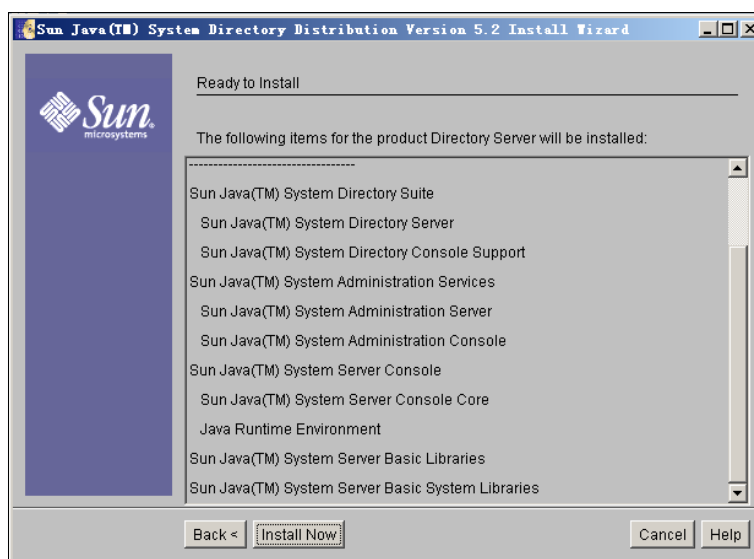 Sun Java(TM) System Directory Distribution Version 5.2 Install Wizard
Sun
microsystems
Ready to Install
The following items for the product Directory Server will be installed:
----------------------------------
Sun Java(TM) System Directory Suite
Sun Java(TM) System Directory Server
Sun Java(TM) System Directory Console Support
Sun Java(TM) System Administration Services
Sun Java(TM) System Administration Server
Sun Java(TM) System Administration Console
Sun Java(TM) System Server Console
Sun Java(TM) System Server Console Core
Java Runtime Environment
Sun Java(TM) System Server Basic Libraries
Sun Java(TM) System Server Basic System Libraries
Back < Install Now Cancel Help